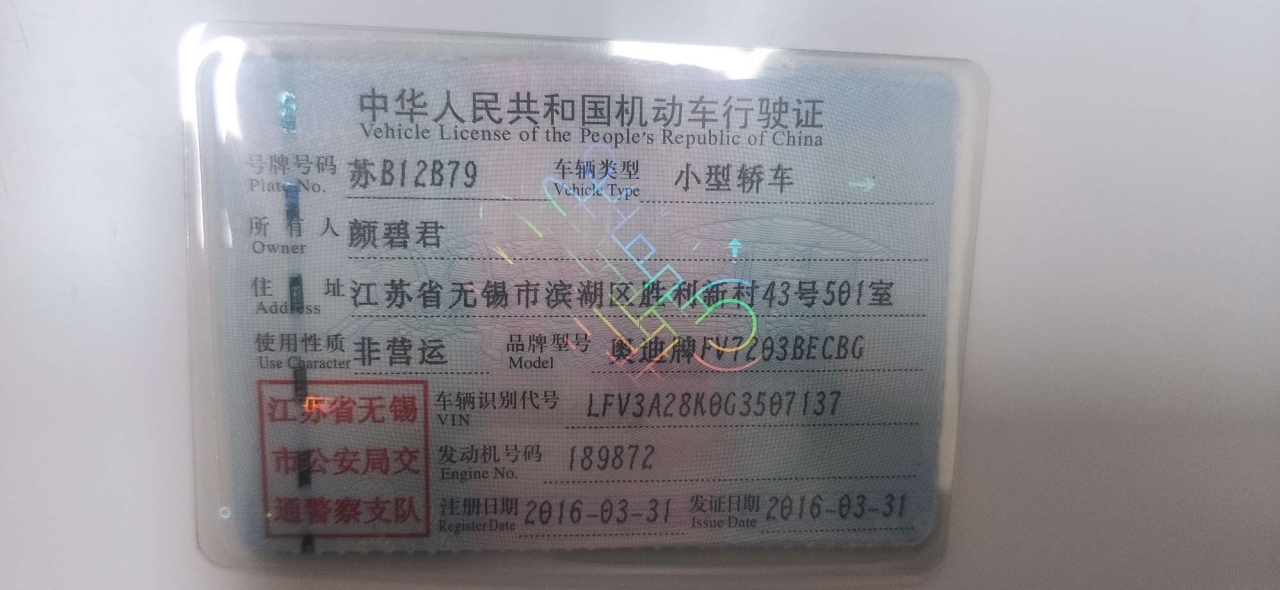 中华人民共和国机动车行驶证
Vehicle License of the People's Republic of China
号牌号码 苏B12B79 车辆类型 小型轿车
Plate No. Vehicle Type
所有人 颜碧君
Owner
住址 江苏省无锡市滨湖区胜利新村43号501室
Address
使用性质 非营运 品牌型号 奥迪牌FV7203BECBG
Use Character Model
江苏省无锡 车辆识别代号 LFV3A28K0G3507137
VIN
市公安局交 发动机号码 189872
Engine No.
通警察支队 注册日期 2016-03-31 发证日期 2016-03-31
Register Date Issue Date